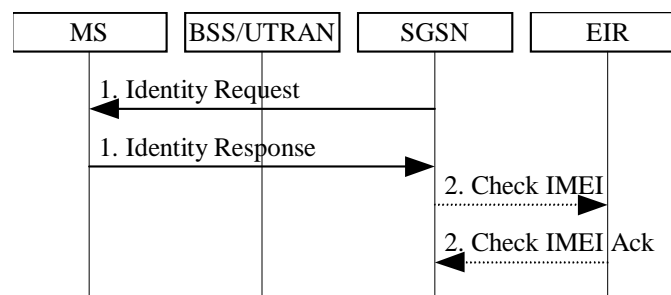 MS BSS/UTRAN SGSN EIR
1. Identity Request
1. Identity Response
2. Check IMEI
2. Check IMEI Ack